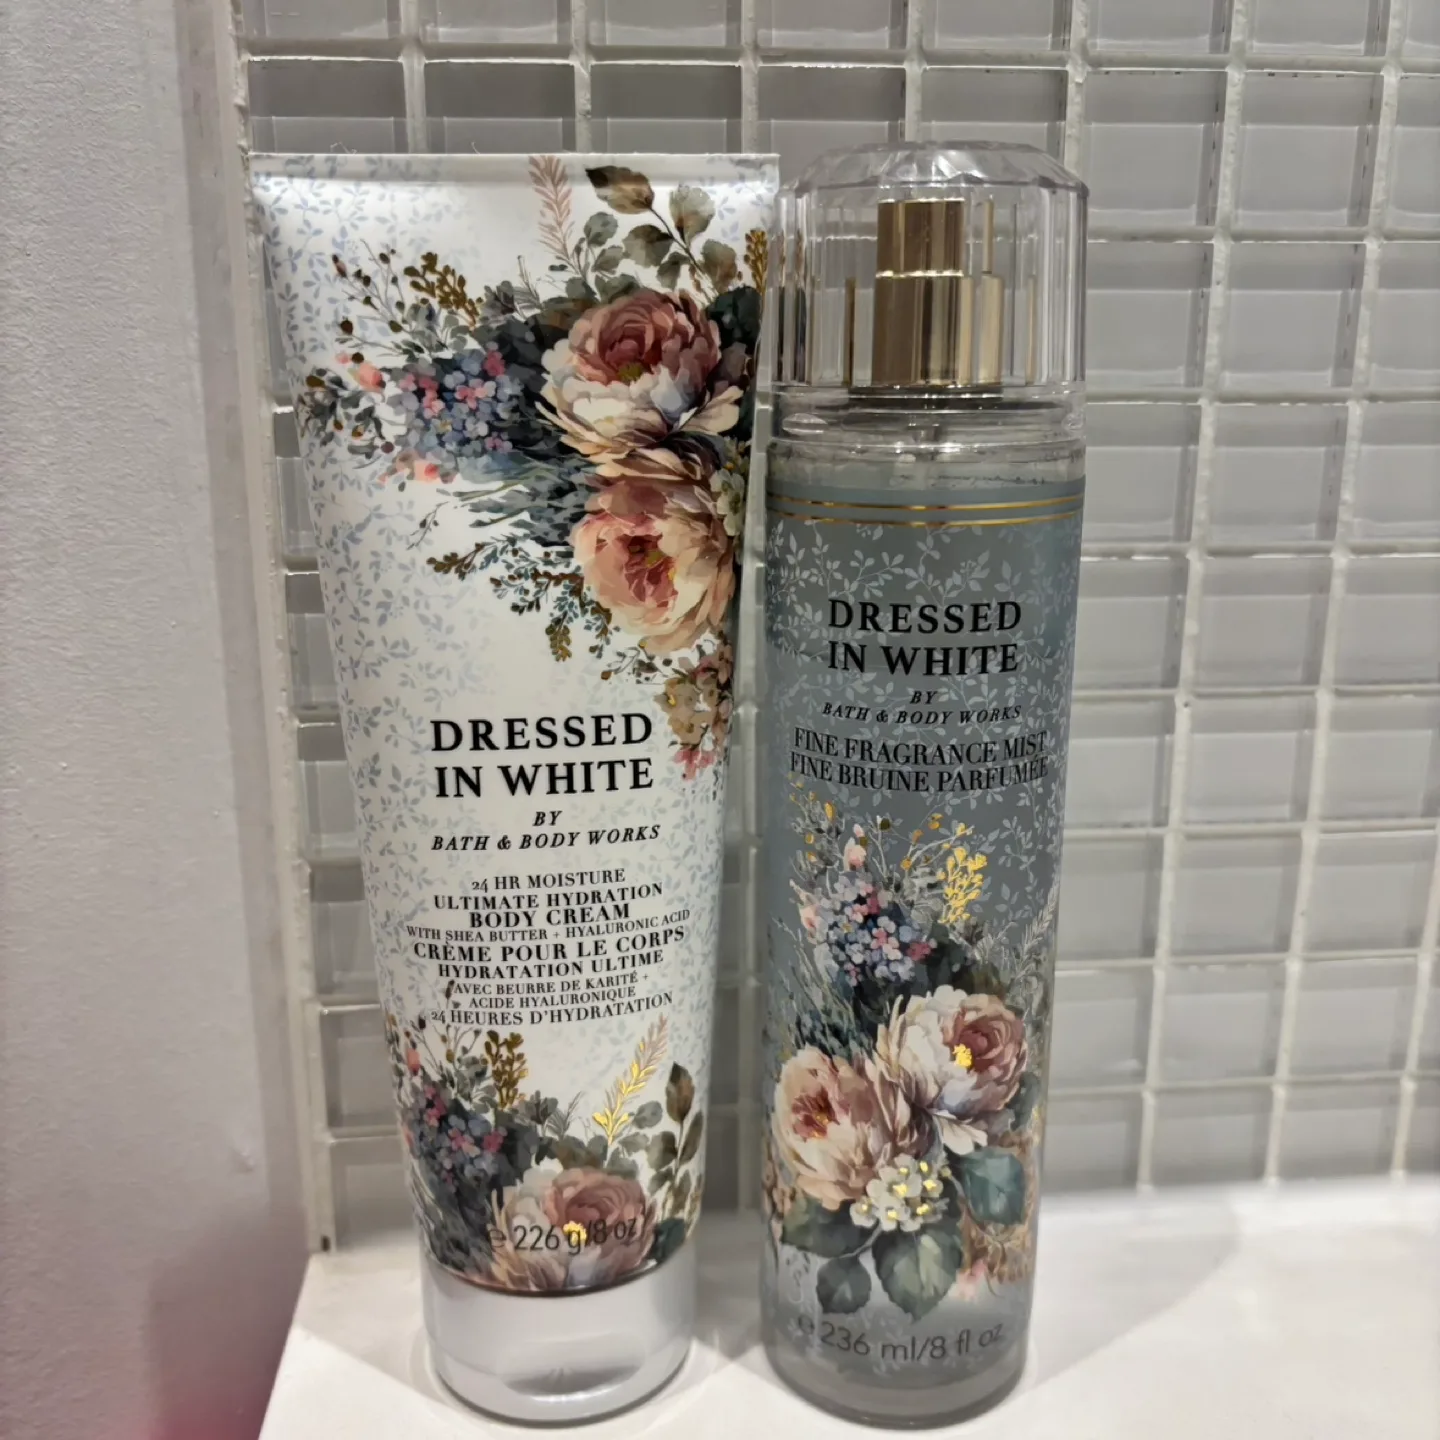 DRESSED
IN WHITE
BY
BATH & BODY WORKS
24 HR MOISTURE
ULTIMATE HYDRATION
BODY CREAM
WITH SHEA BUTTER + HYALURONIC ACID
CRÈME POUR LE CORPS
HYDRATATION ULTIME
AVEC BEURRE DE KARITÉ +
ACIDE HYALURONIQUE
24 HEURES D'HYDRATATION
℮ 226 g/8 oz
DRESSED
IN WHITE
BY
BATH & BODY WORKS
FINE FRAGRANCE MIST
FINE BRUINE PARFUMÉE
℮ 236 ml/8 fl oz